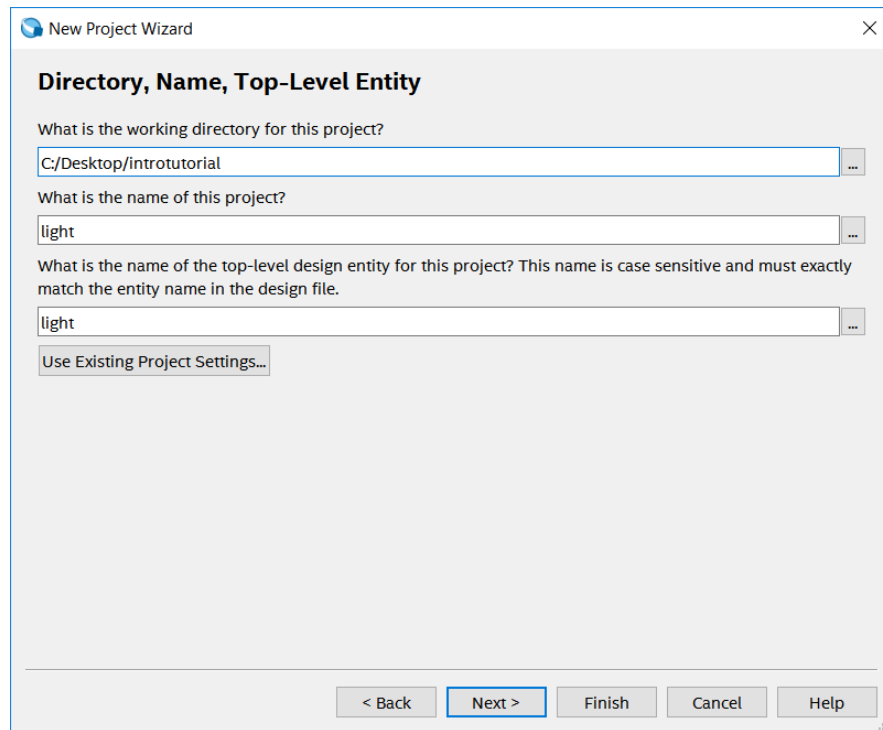 New Project Wizard
Directory, Name, Top-Level Entity
What is the working directory for this project?
C:/Desktop/introtutorial
...
What is the name of this project?
light
...
What is the name of the top-level design entity for this project? This name is case sensitive and must exactly
match the entity name in the design file.
light
...
Use Existing Project Settings...
< Back
Next >
Finish
Cancel
Help